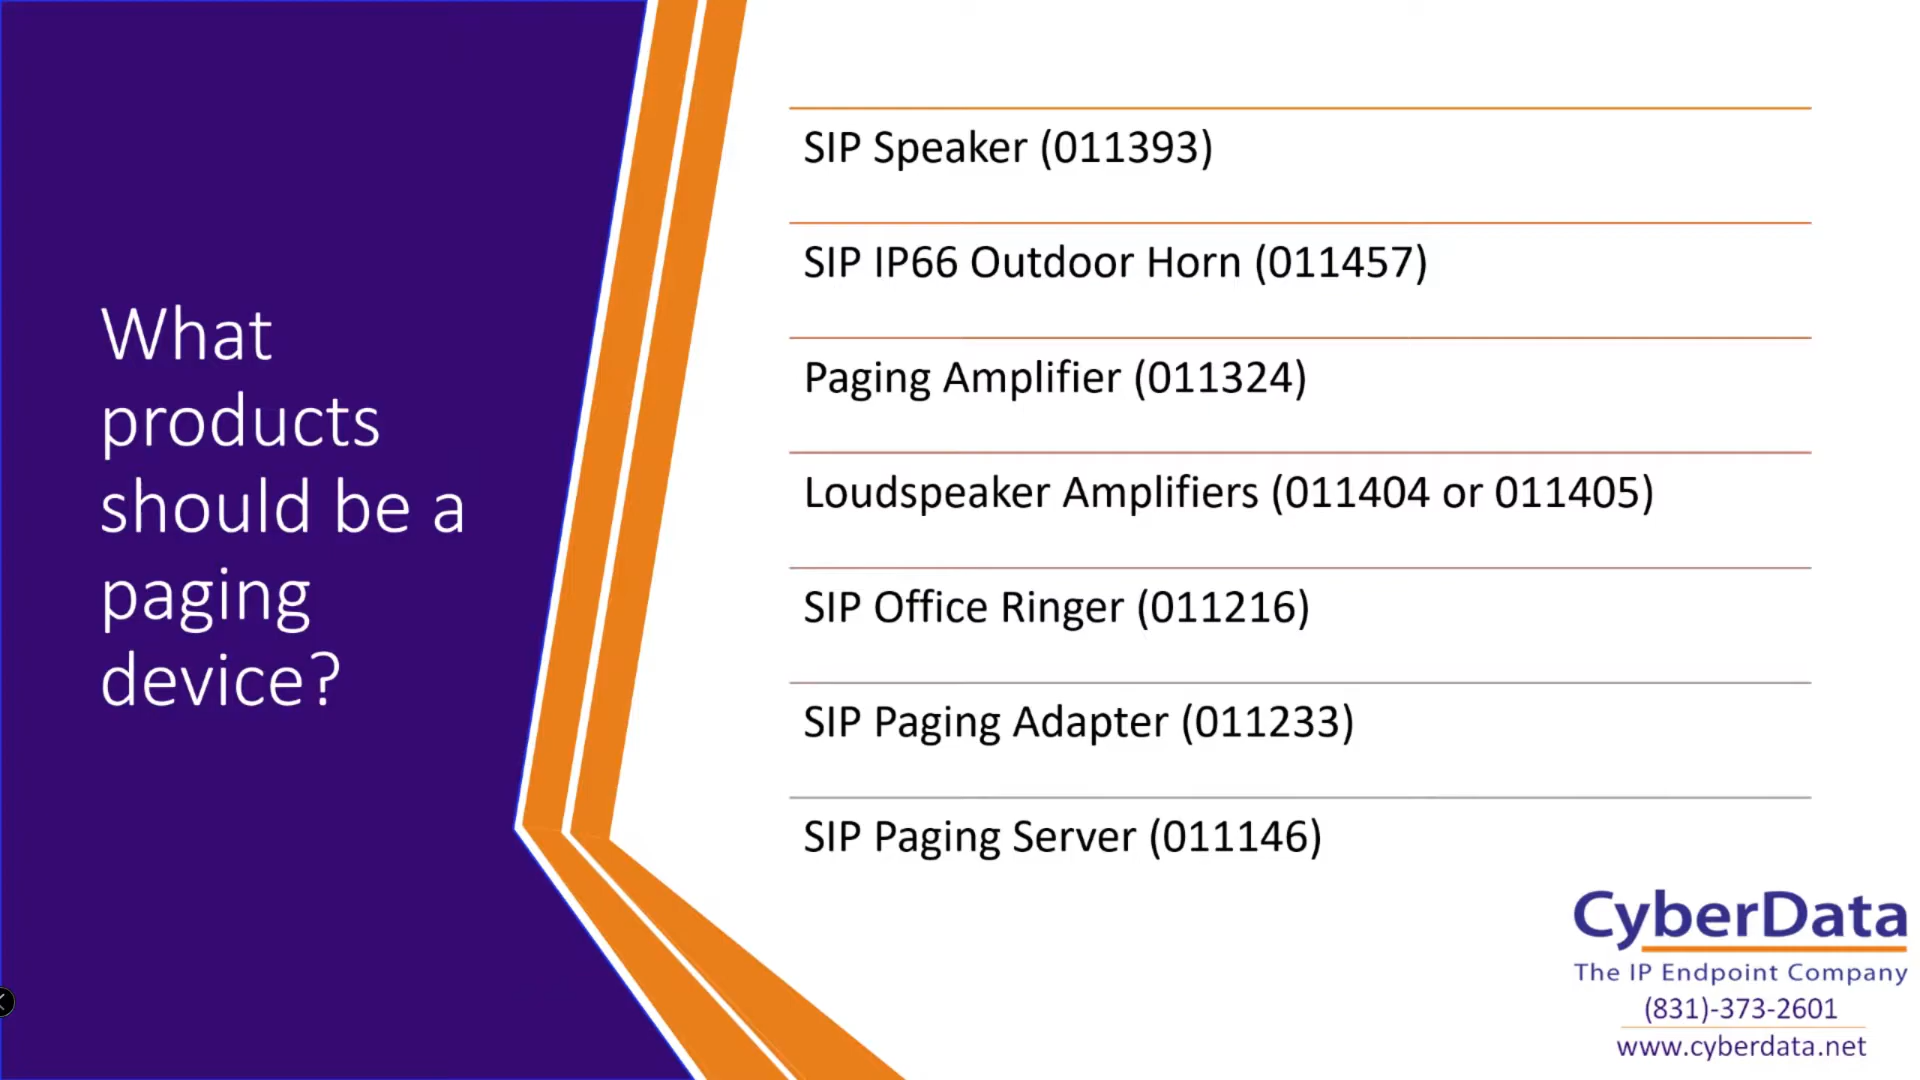 What
products
should be a
paging
device?
SIP Speaker (011393)
SIP IP66 Outdoor Horn (011457)
Paging Amplifier (011324)
Loudspeaker Amplifiers (011404 or 011405)
SIP Office Ringer (011216)
SIP Paging Adapter (011233)
SIP Paging Server (011146)
CyberData
The IP Endpoint Company
(831)-373-2601
www.cyberdata.net